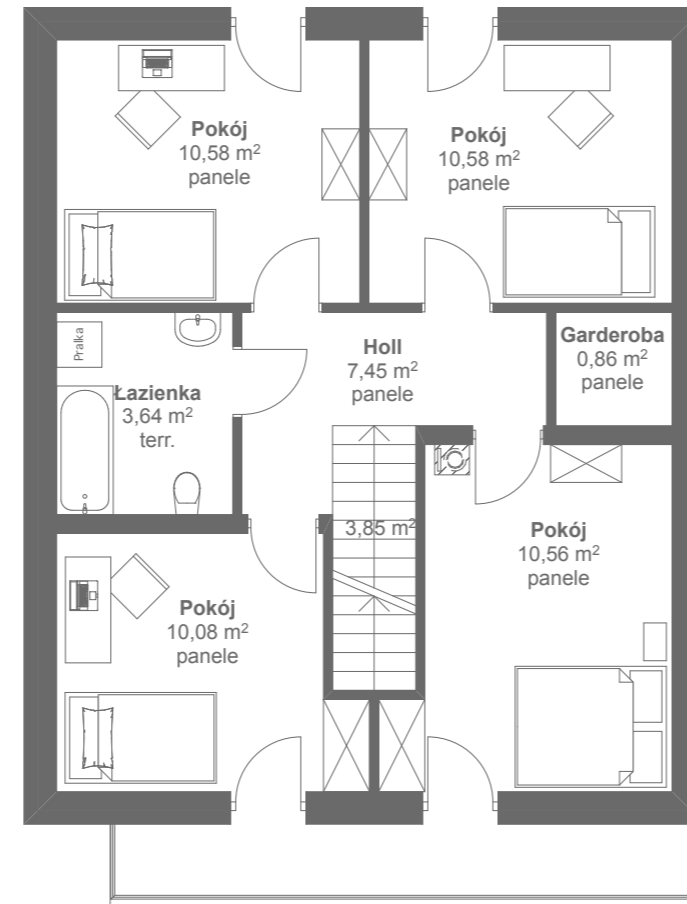 Pokój
10,58 m²
panele
Pokój
10,58 m²
panele
Pralka
Łazienka
3,64 m²
terr.
Holl
7,45 m²
panele
Garderoba
0,86 m²
panele
3,85 m²
Pokój
10,56 m²
panele
Pokój
10,08 m²
panele